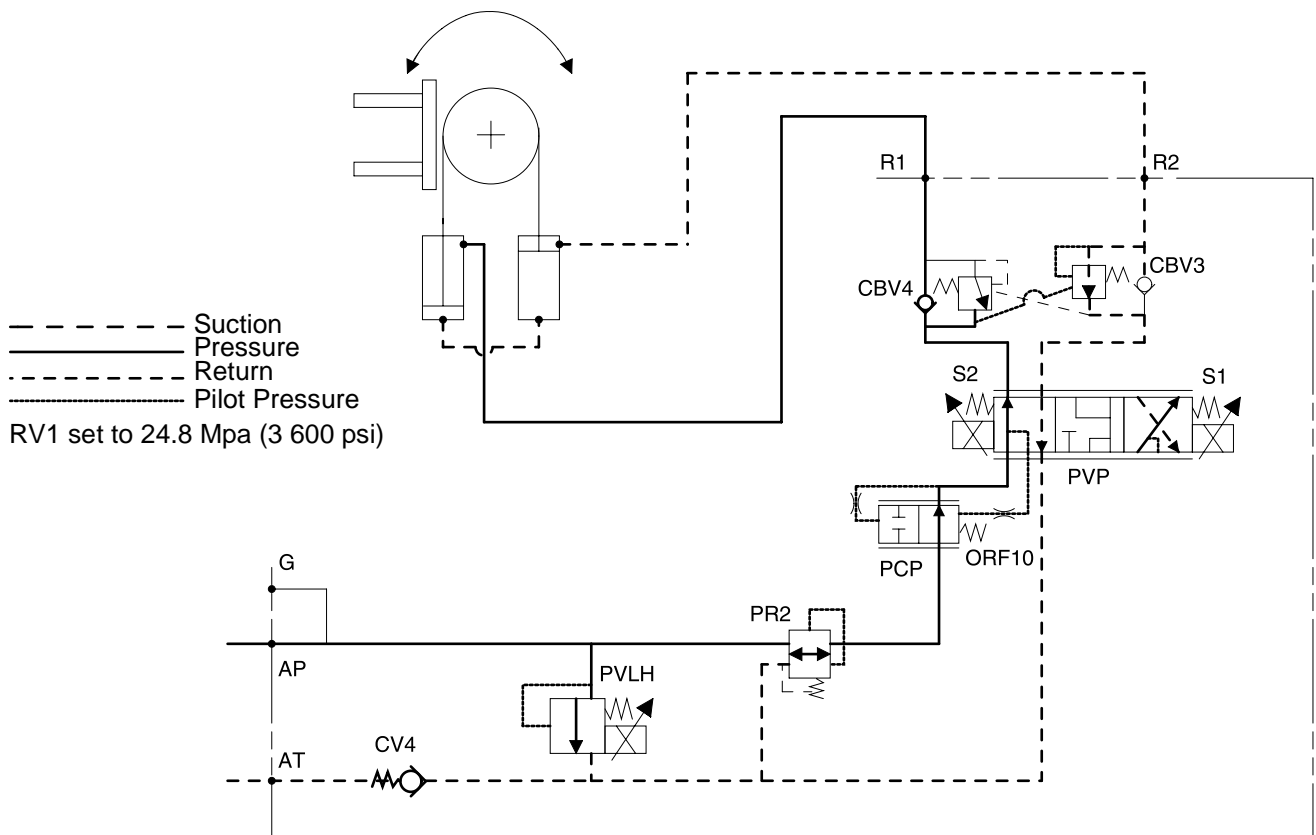 R1
R2
CBV4
CBV3
Suction
Pressure
Return
Pilot Pressure
RV1 set to 24.8 Mpa (3 600 psi)
S2
S1
PVP
ORF10
PCP
G
PR2
AP
PVLH
AT
CV4